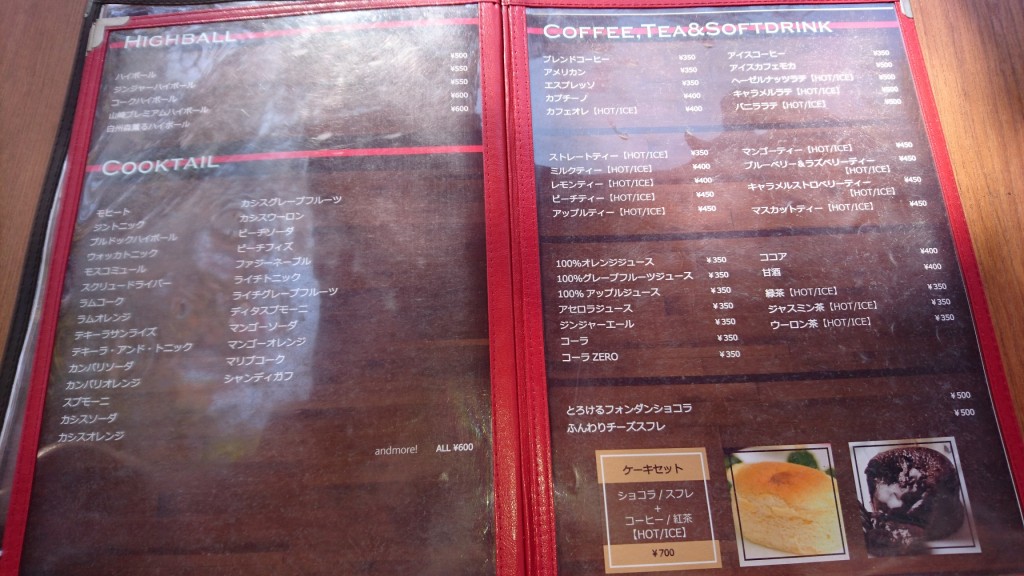 HIGHBALL
ハイボール ¥500
ジンジャーハイボール ¥550
コークハイボール ¥550
山崎プレミアムハイボール ¥600
白州森薫るハイボール ¥600
COOKTAIL
モヒート
ジントニック
ブルドックハイボール
ウォッカトニック
モスコミュール
スクリュードライバー
ラムコーク
ラムオレンジ
テキーラサンライズ
テキーラ・アンド・トニック
カンパリソーダ
カンパリオレンジ
スプモーニ
カシスソーダ
カシスオレンジ
カシスグレープフルーツ
カシスウーロン
ピーチソーダ
ピーチフィズ
ファジーネーブル
ライチトニック
ライチグレープフルーツ
ディタスプモーニ
マンゴーソーダ
マンゴーオレンジ
マリブコーク
シャンディガフ
andmore! ALL ¥600
COFFEE,TEA&SOFTDRINK
ブレンドコーヒー ¥350
アメリカン ¥350
エスプレッソ ¥350
カプチーノ ¥400
カフェオレ【HOT/ICE】 ¥400
アイスコーヒー ¥350
アイスカフェモカ ¥500
ヘーゼルナッツラテ【HOT/ICE】 ¥500
キャラメルラテ【HOT/ICE】 ¥500
バニララテ【HOT/ICE】 ¥500
ストレートティー【HOT/ICE】 ¥350
ミルクティー【HOT/ICE】 ¥400
レモンティー【HOT/ICE】 ¥400
ピーチティー【HOT/ICE】 ¥450
アップルティー【HOT/ICE】 ¥450
マンゴーティー【HOT/ICE】 ¥450
ブルーベリー&ラズベリーティー ¥450
【HOT/ICE】
キャラメルストロベリーティー ¥450
【HOT/ICE】
マスカットティー【HOT/ICE】 ¥450
100%オレンジジュース ¥350
100%グレープフルーツジュース ¥350
100% アップルジュース ¥350
アセロラジュース ¥350
ジンジャーエール ¥350
コーラ ¥350
コーラ ZERO ¥350
ココア ¥400
甘酒 ¥400
緑茶【HOT/ICE】 ¥350
ジャスミン茶【HOT/ICE】 ¥350
ウーロン茶【HOT/ICE】 ¥350
とろけるフォンダンショコラ ¥500
ふんわりチーズスフレ ¥500
ケーキセット
ショコラ / スフレ
+
コーヒー / 紅茶
【HOT/ICE】
¥700